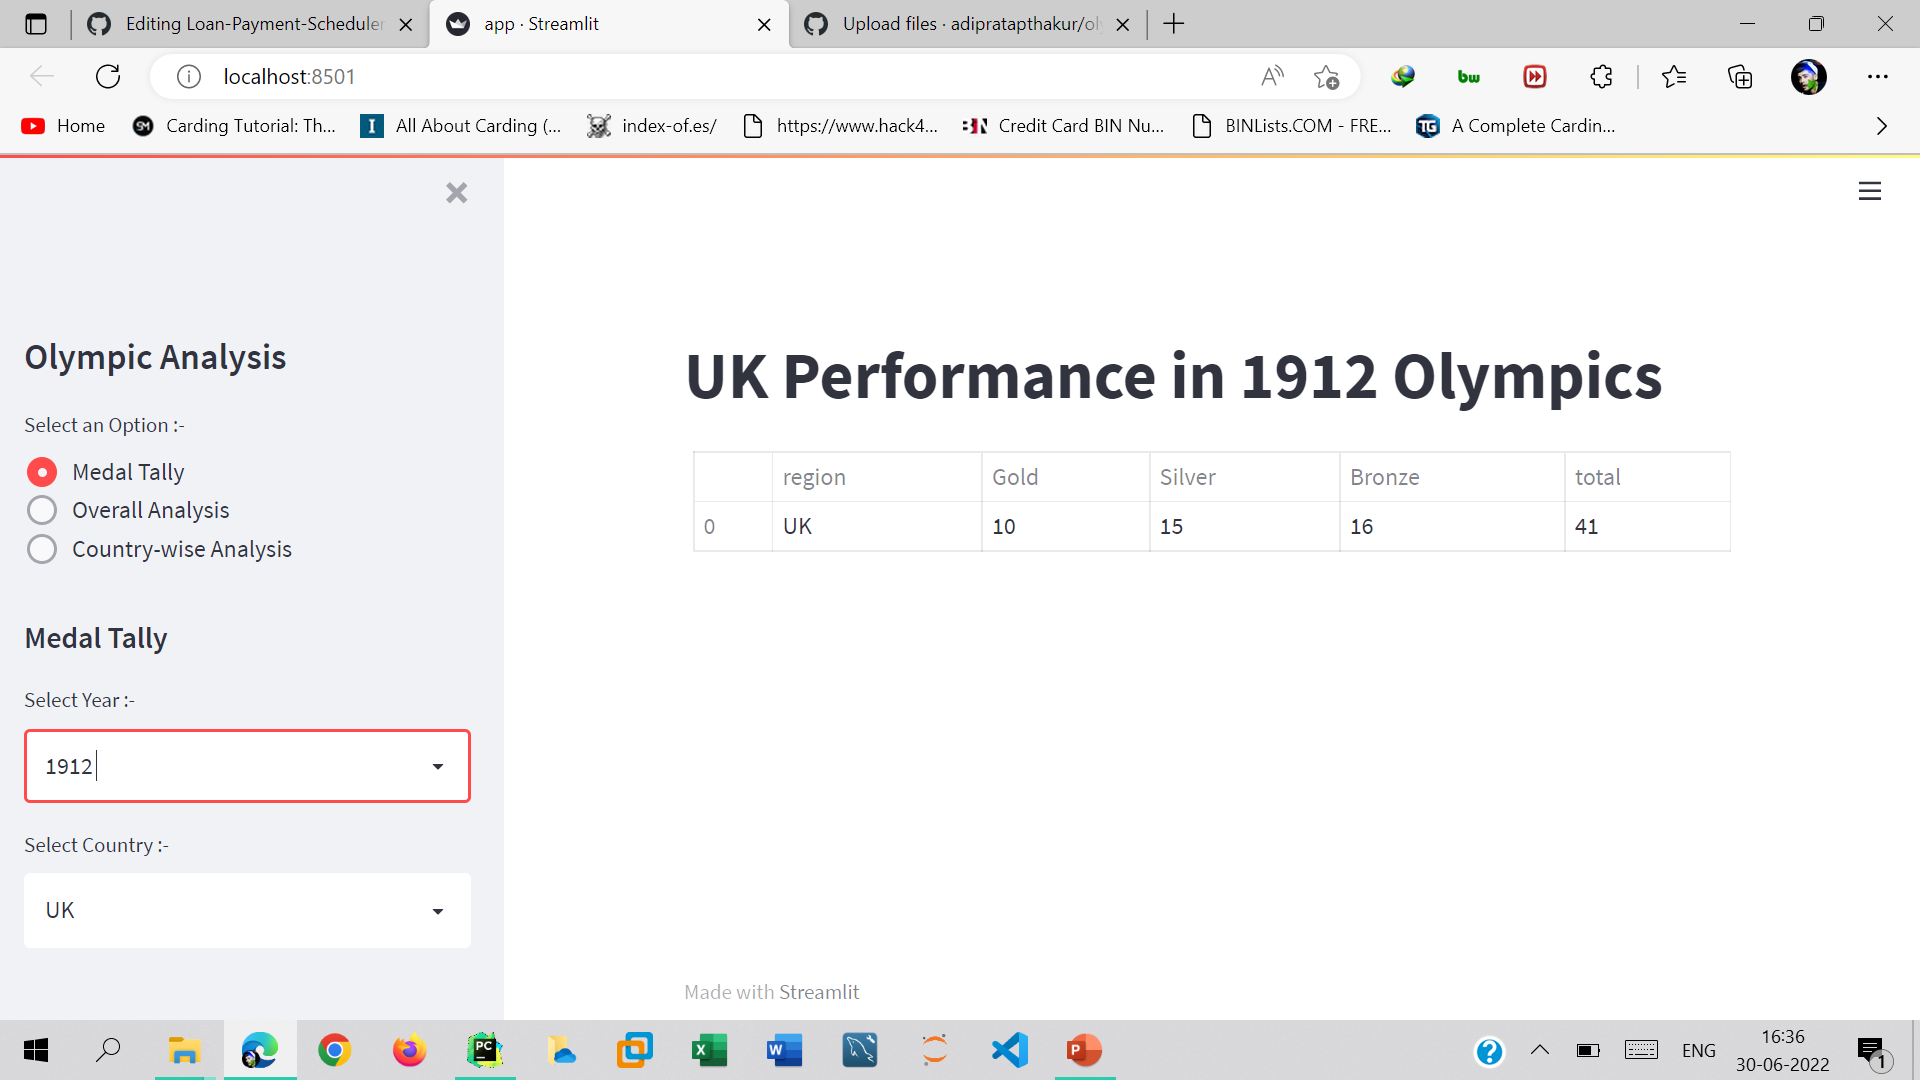 Editing Loan-Payment-Scheduler
app · Streamlit
Upload files · adipratapthakur/oly
localhost:8501
Home
Carding Tutorial: Th...
All About Carding (...
index-of.es/
https://www.hack4...
Credit Card BIN Nu...
BINLists.COM - FRE...
A Complete Cardin...
Olympic Analysis
Select an Option :-
Medal Tally
Overall Analysis
Country-wise Analysis
Medal Tally
Select Year :-
1912
Select Country :-
UK
UK Performance in 1912 Olympics
region Gold Silver Bronze total
0 UK 10 15 16 41
Made with Streamlit
ENG
16:36
30-06-2022
1